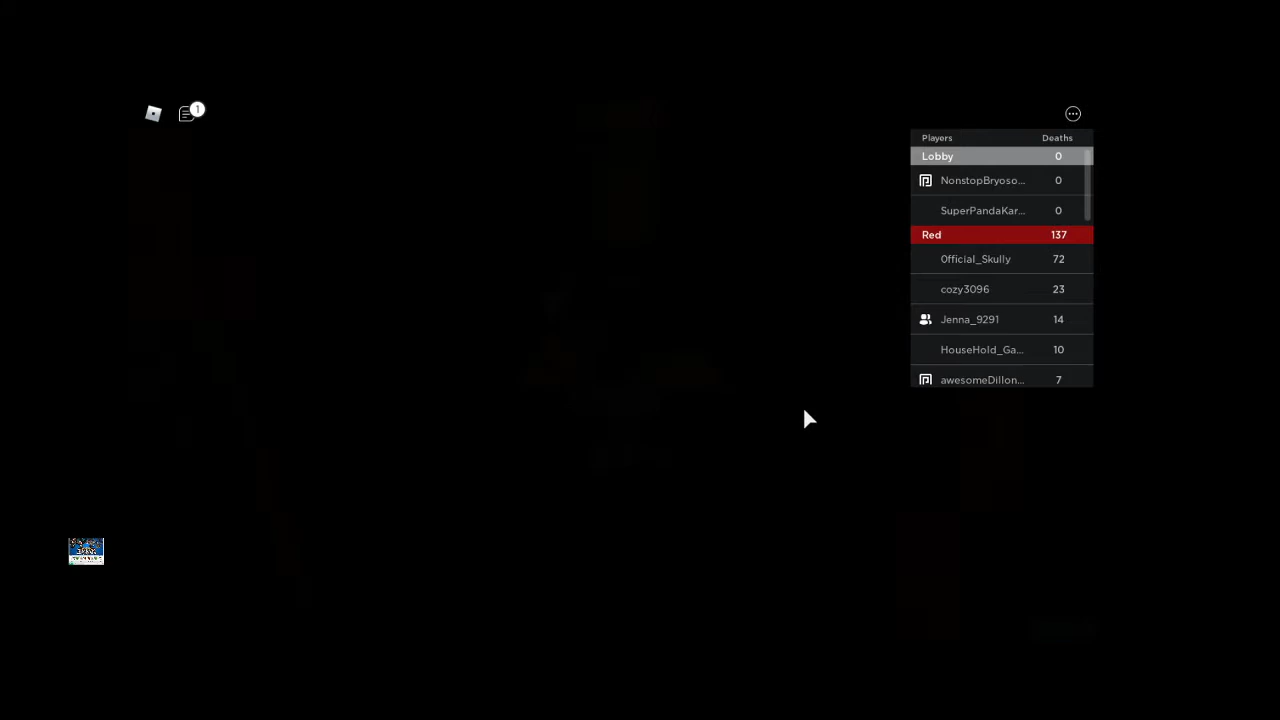 1
Players Deaths
Lobby 0
NonstopBryoso... 0
SuperPandaKar... 0
Red 137
0fficial_Skully 72
cozy3096 23
Jenna_9291 14
HouseHold_Ga... 10
awesomeDillon... 7